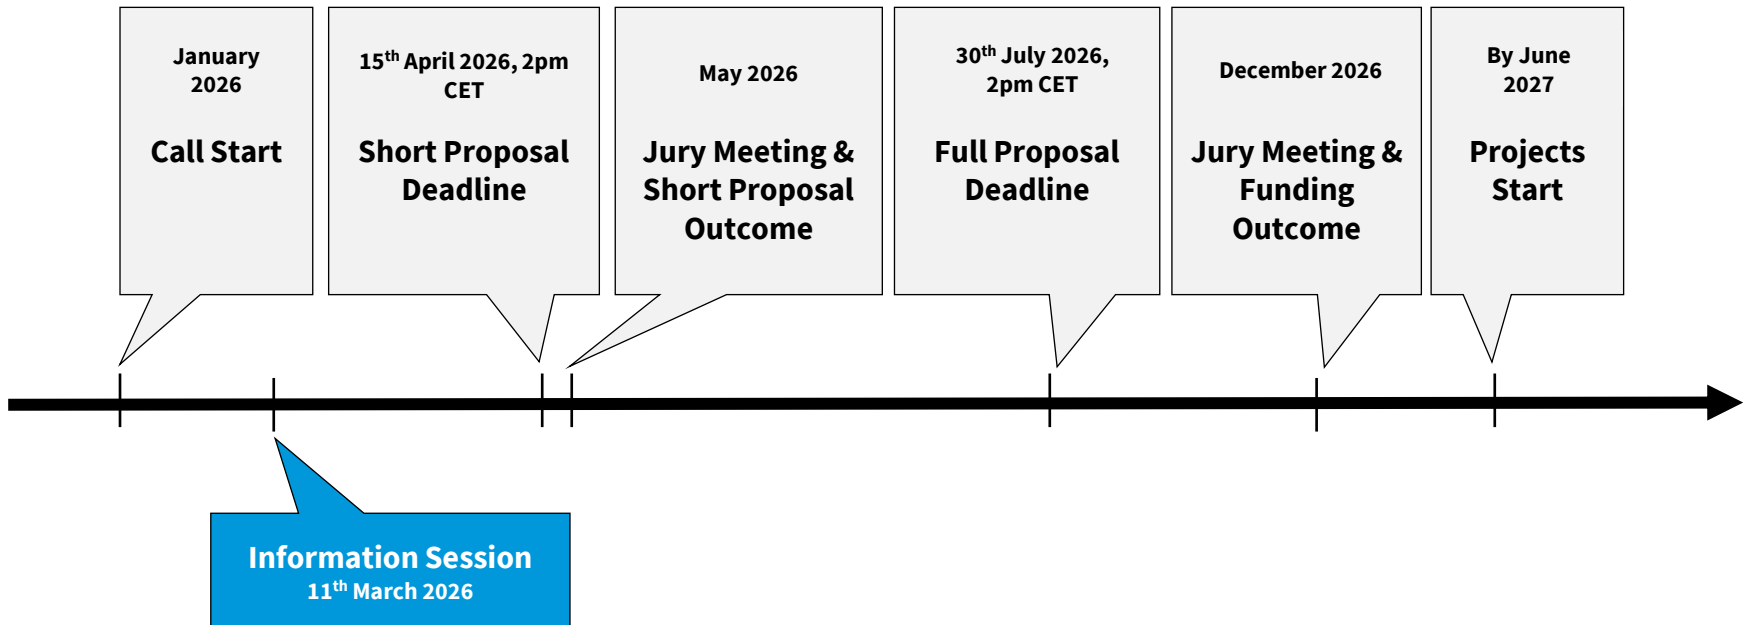 January
2026
Call Start
15th April 2026, 2pm
CET
Short Proposal
Deadline
May 2026
Jury Meeting &
Short Proposal
Outcome
30th July 2026,
2pm CET
Full Proposal
Deadline
December 2026
Jury Meeting &
Funding
Outcome
By June
2027
Projects
Start
Information Session
11th March 2026